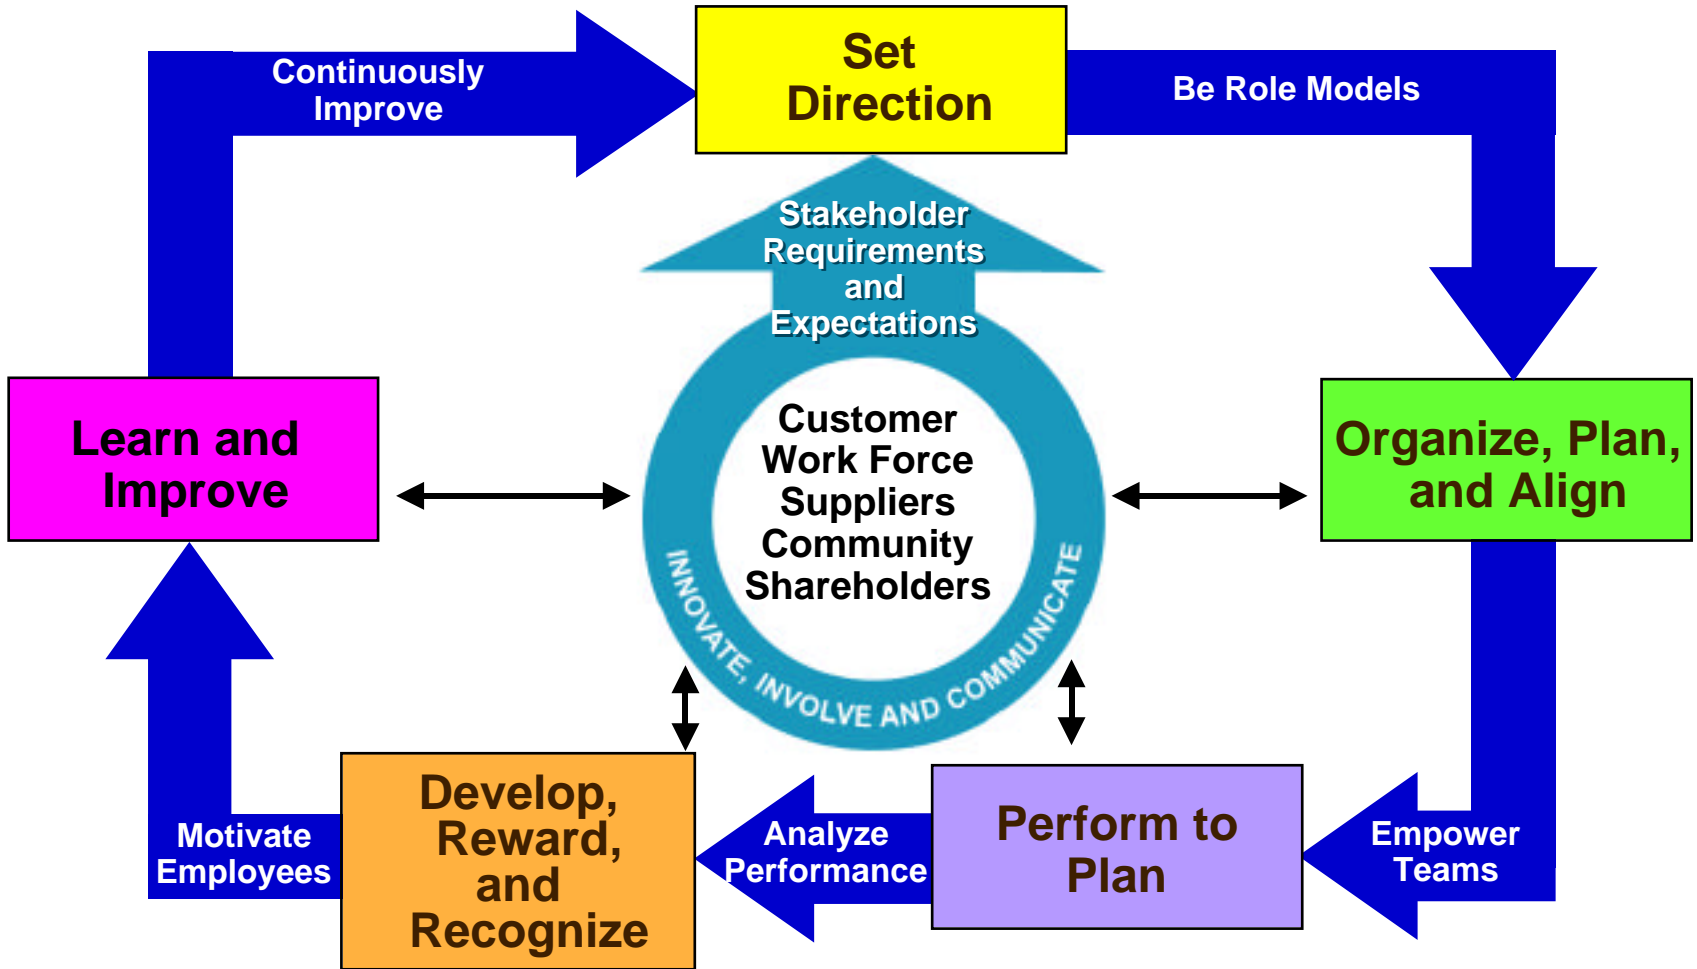 Set
Direction
Continuously
Improve
Be Role Models
Stakeholder
Requirements
and
Expectations
Learn and
Improve
Customer
Work Force
Suppliers
Community
Shareholders
Organize, Plan,
and Align
INNOVATE, INVOLVE AND COMMUNICATE
Motivate
Employees
Develop,
Reward,
and
Recognize
Analyze
Performance
Perform to
Plan
Empower
Teams